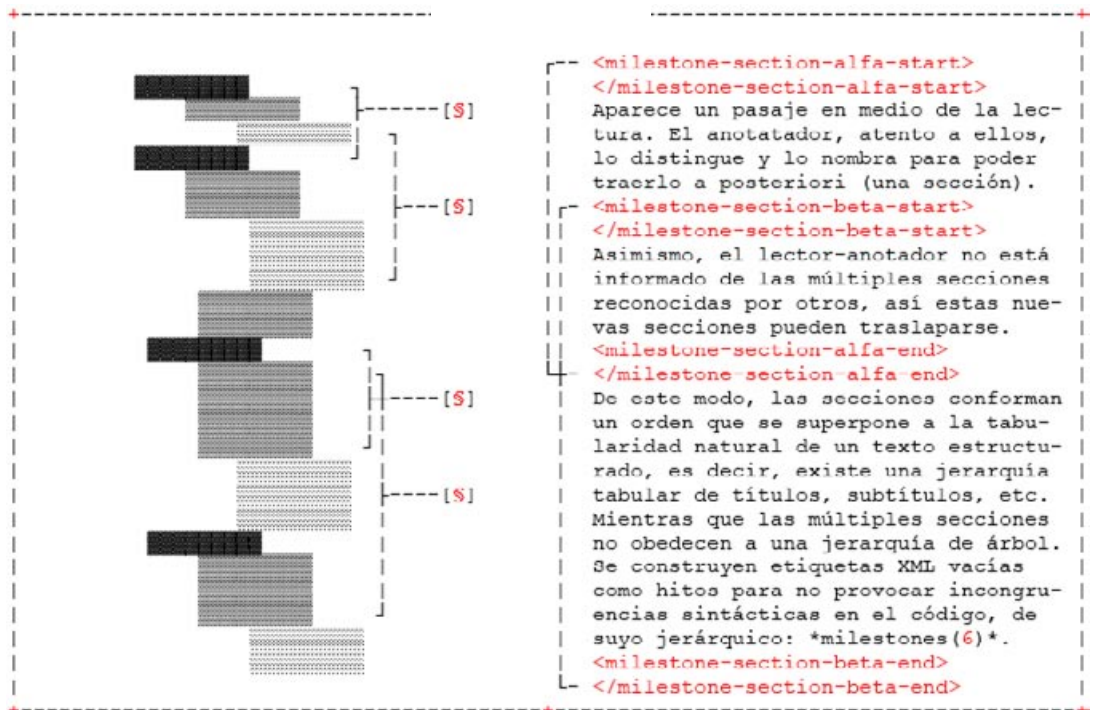 [§]
[§]
[§]
[§]
<milestone-section-alfa-start>
</milestone-section-alfa-start>
Aparece un pasaje en medio de la lec-
tura. El anotatador, atento a ellos,
lo distingue y lo nombra para poder
traerlo a posteriori (una sección).
<milestone-section-beta-start>
</milestone-section-beta-start>
Asimismo, el lector-anotador no está
informado de las múltiples secciones
reconocidas por otros, así estas nue-
vas secciones pueden traslaparse.
<milestone-section-alfa-end>
</milestone-section-alfa-end>
De este modo, las secciones conforman
un orden que se superpone a la tabu-
laridad natural de un texto estructu-
rado, es decir, existe una jerarquía
tabular de títulos, subtítulos, etc.
Mientras que las múltiples secciones
no obedecen a una jerarquía de árbol.
Se construyen etiquetas XML vacías
como hitos para no provocar incongru-
encias sintácticas en el código, de
suyo jerárquico: *milestones(6)*.
<milestone-section-beta-end>
</milestone-section-beta-end>